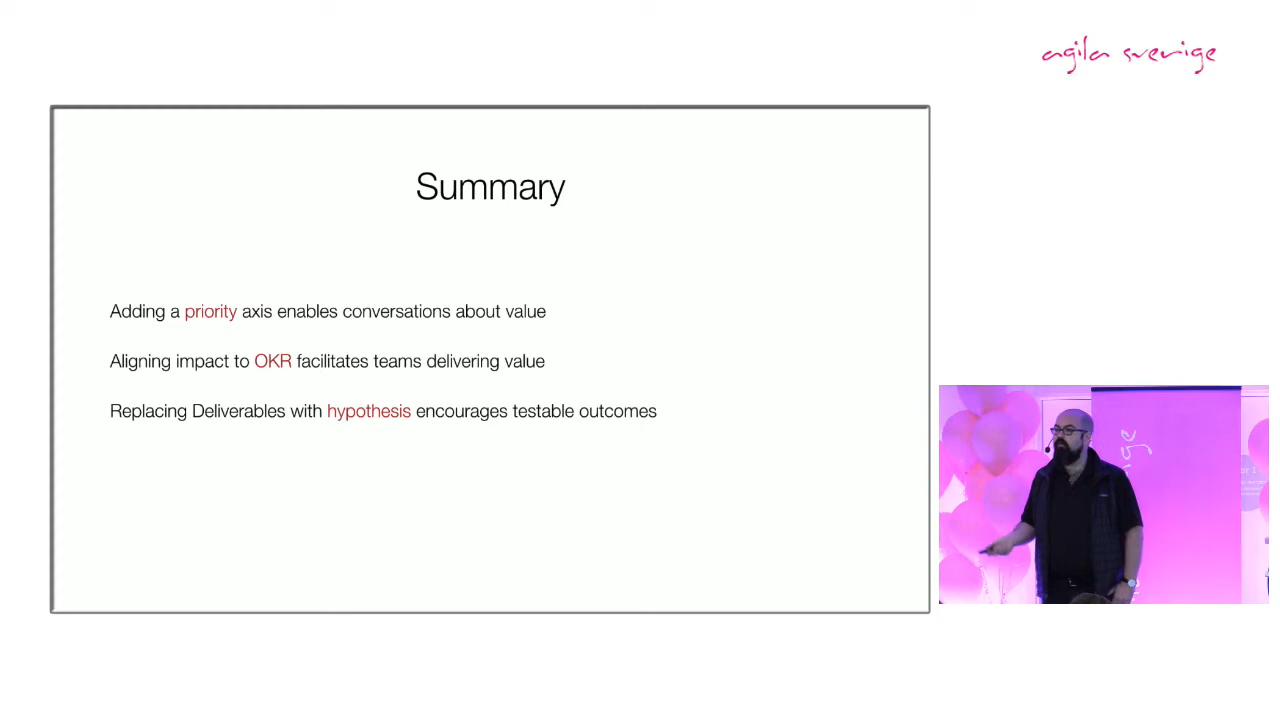 agila sverige
Summary
Adding a priority axis enables conversations about value
Aligning impact to OKR facilitates teams delivering value
Replacing Deliverables with hypothesis encourages testable outcomes